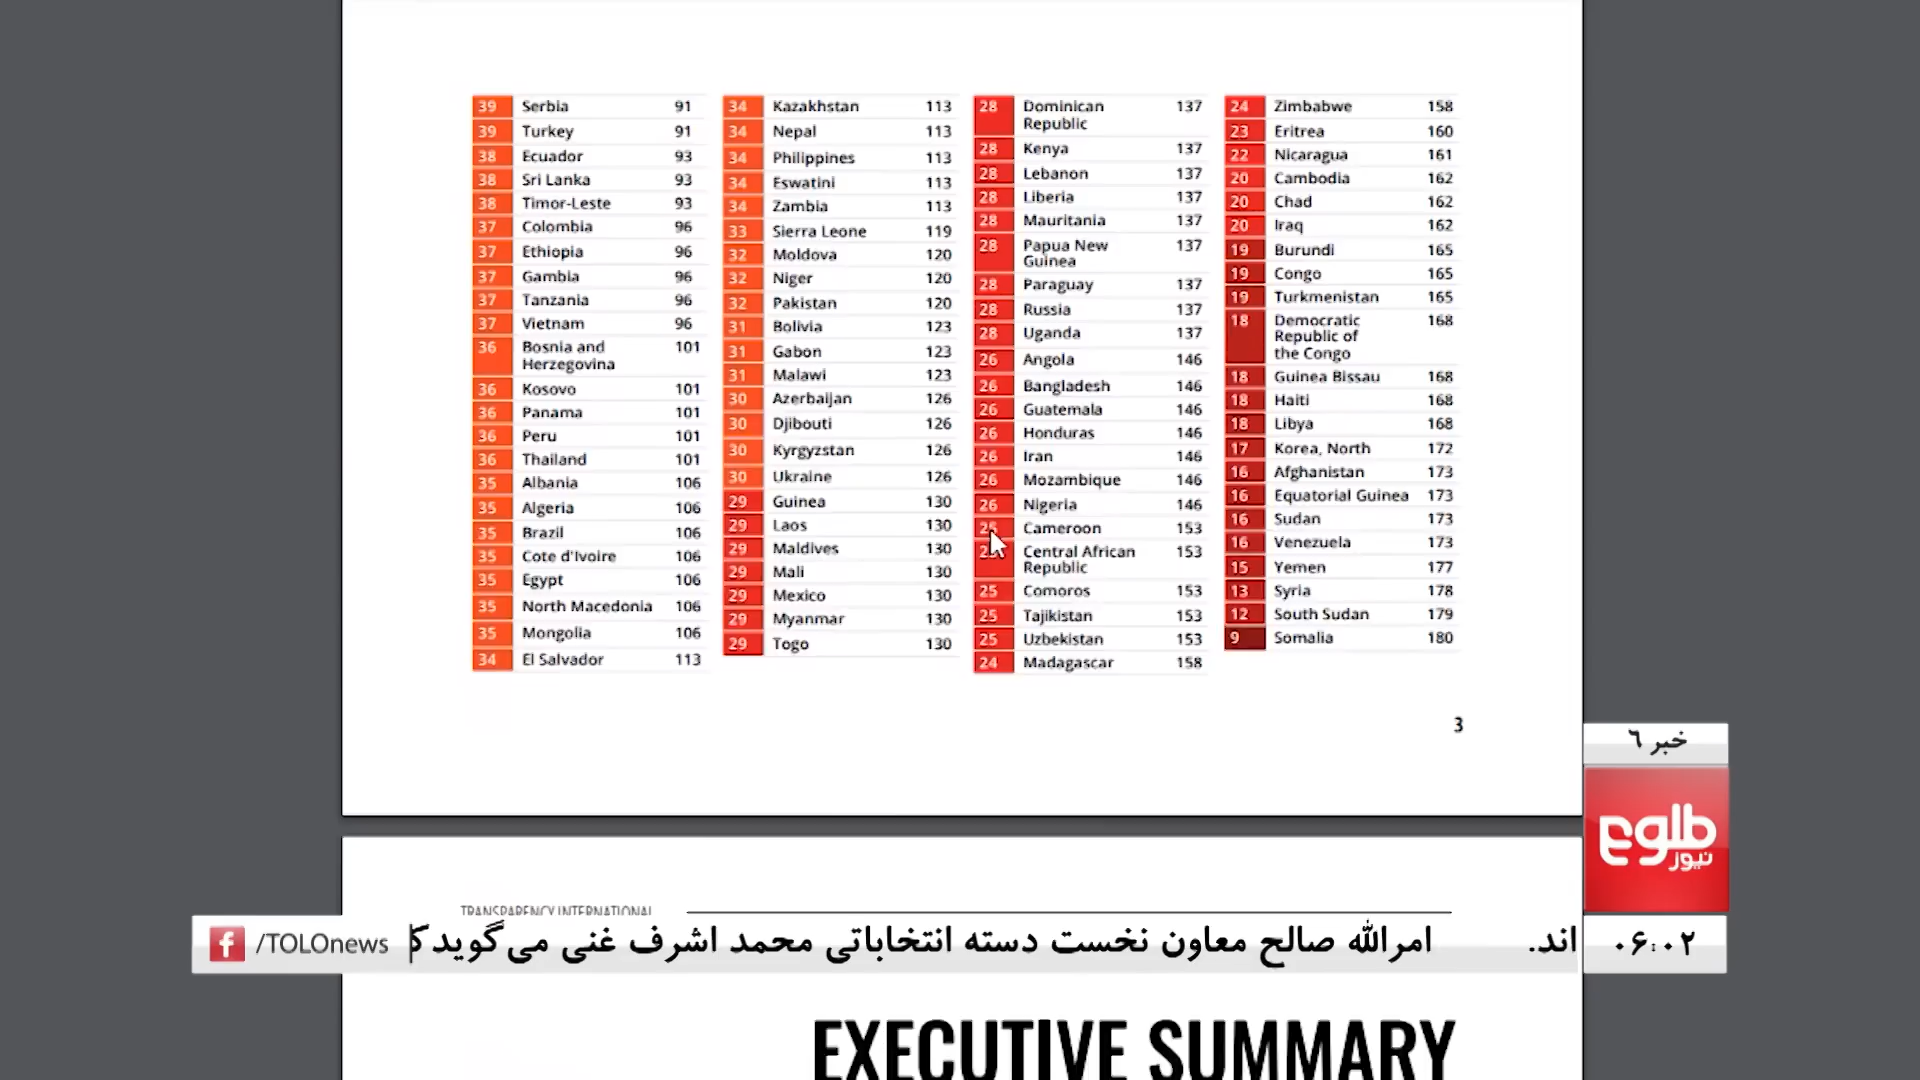 39 Serbia 91
39 Turkey 91
38 Ecuador 93
38 Sri Lanka 93
38 Timor-Leste 93
37 Colombia 96
37 Ethiopia 96
37 Gambia 96
37 Tanzania 96
37 Vietnam 96
36 Bosnia and 101
Herzegovina
36 Kosovo 101
36 Panama 101
36 Peru 101
36 Thailand 101
35 Albania 106
35 Algeria 106
35 Brazil 106
35 Cote d'Ivoire 106
35 Egypt 106
35 North Macedonia 106
35 Mongolia 106
34 El Salvador 113
34 Kazakhstan 113
34 Nepal 113
34 Philippines 113
34 Eswatini 113
34 Zambia 113
33 Sierra Leone 119
32 Moldova 120
32 Niger 120
32 Pakistan 120
31 Bolivia 123
31 Gabon 123
31 Malawi 123
30 Azerbaijan 126
30 Djibouti 126
30 Kyrgyzstan 126
30 Ukraine 126
29 Guinea 130
29 Laos 130
29 Maldives 130
29 Mali 130
29 Mexico 130
29 Myanmar 130
29 Togo 130
28 Dominican 137
Republic
28 Kenya 137
28 Lebanon 137
28 Liberia 137
28 Mauritania 137
28 Papua New 137
Guinea
28 Paraguay 137
28 Russia 137
28 Uganda 137
26 Angola 146
26 Bangladesh 146
26 Guatemala 146
26 Honduras 146
26 Iran 146
26 Mozambique 146
26 Nigeria 146
25 Cameroon 153
Central African 153
Republic
25 Comoros 153
25 Tajikistan 153
25 Uzbekistan 153
24 Madagascar 158
24 Zimbabwe 158
23 Eritrea 160
22 Nicaragua 161
20 Cambodia 162
20 Chad 162
20 Iraq 162
19 Burundi 165
19 Congo 165
19 Turkmenistan 165
18 Democratic 168
Republic of
the Congo
18 Guinea Bissau 168
18 Haiti 168
18 Libya 168
17 Korea, North 172
16 Afghanistan 173
16 Equatorial Guinea 173
16 Sudan 173
16 Venezuela 173
15 Yemen 177
13 Syria 178
12 South Sudan 179
9 Somalia 180
3
خبر ٦
طلوع
نیوز
TRANSPARENCY INTERNATIONAL
/TOLOnews
اند. امرالله صالح معاون نخست دسته انتخاباتی محمد اشرف غنی می‌گوید
۰۶:۰۲
EXECUTIVE SUMMARY